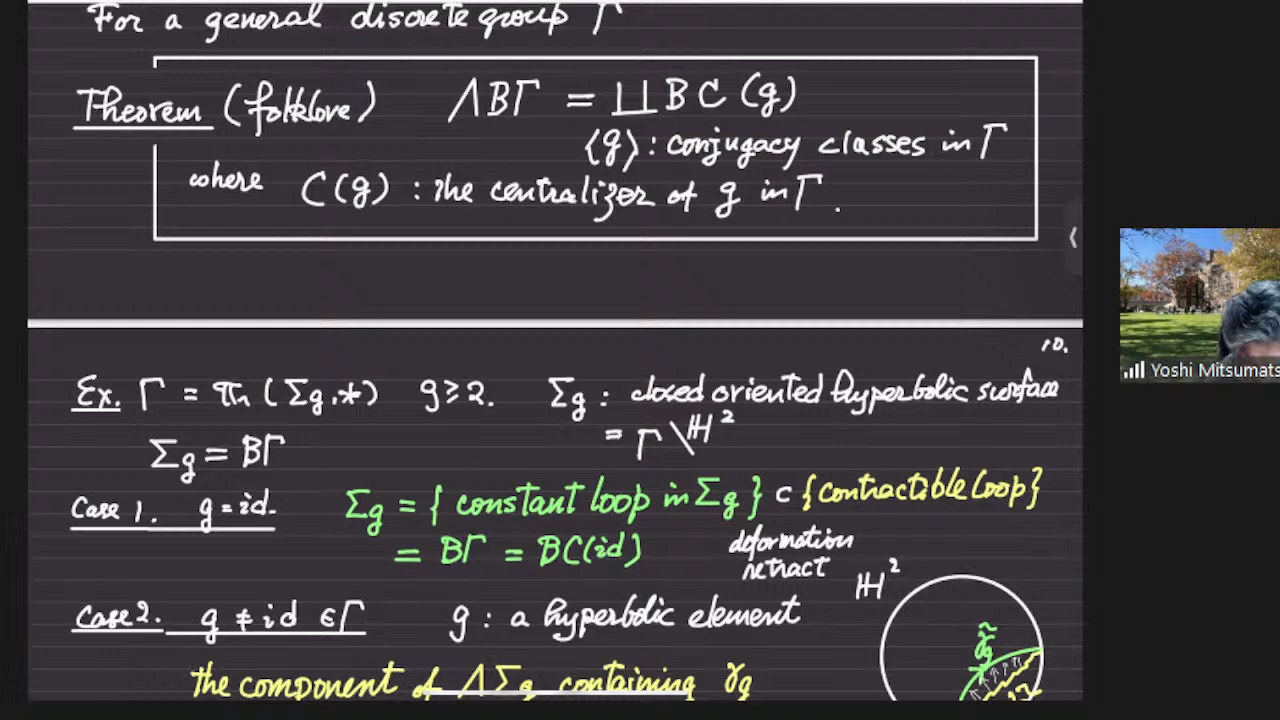 For a general discrete group Γ
Theorem (folklore) ΛBΓ = ∐ B C (g)
⟨g⟩ : conjugacy classes in Γ
where C(g) : the centralizer of g in Γ.
10.
Ex. Γ = π₁ (Σg, *) g ≥ 2. Σg : closed oriented hyperbolic surface
= Γ \ ℍ²
Σg = BΓ
Case 1. g = id. Σg = { constant loop in Σg } ⊂ { contractible loop }
= BΓ = BC(id) deformation
retract
ℍ²
Case 2. g ≠ id ∈ Γ g : a hyperbolic element
γ̃g
the component of ΛΣg containing γg
Yoshi Mitsumats